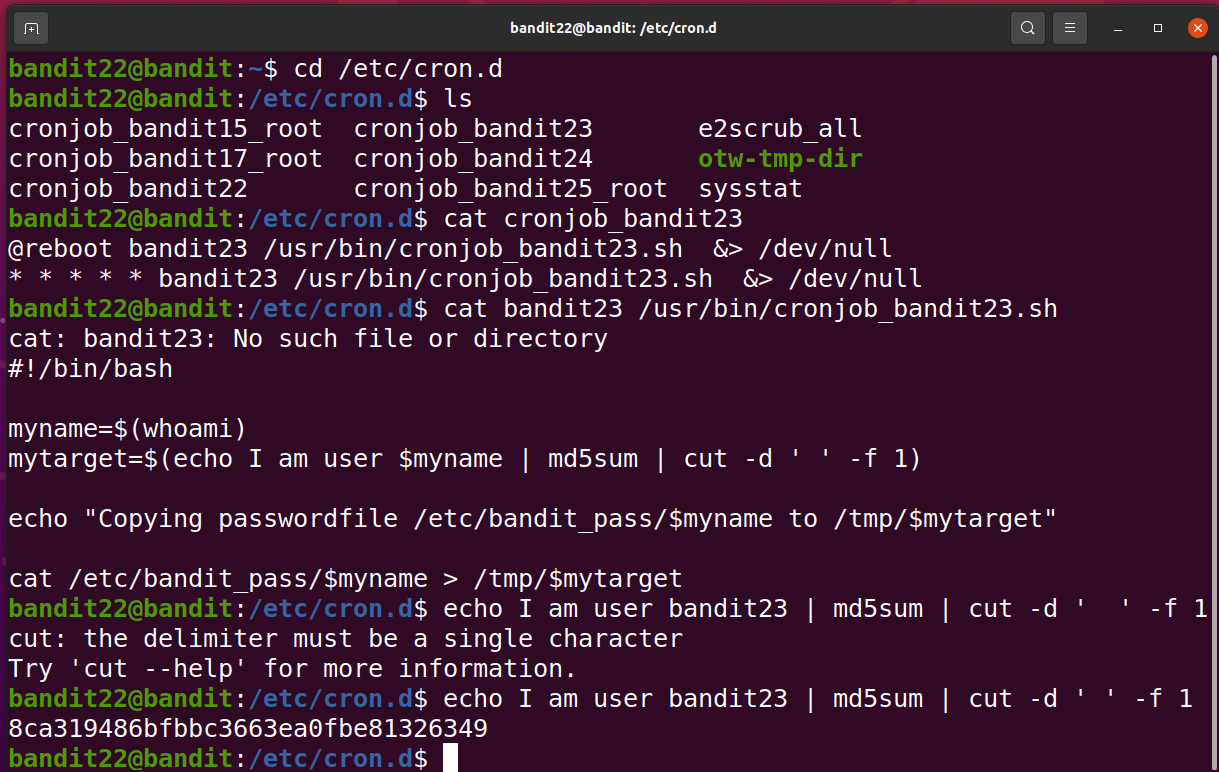 bandit22@bandit: /etc/cron.d
bandit22@bandit:~$ cd /etc/cron.d
bandit22@bandit:/etc/cron.d$ ls
cronjob_bandit15_root  cronjob_bandit23       e2scrub_all
cronjob_bandit17_root  cronjob_bandit24       otw-tmp-dir
cronjob_bandit22       cronjob_bandit25_root  sysstat
bandit22@bandit:/etc/cron.d$ cat cronjob_bandit23
@reboot bandit23 /usr/bin/cronjob_bandit23.sh  &> /dev/null
* * * * * bandit23 /usr/bin/cronjob_bandit23.sh  &> /dev/null
bandit22@bandit:/etc/cron.d$ cat bandit23 /usr/bin/cronjob_bandit23.sh
cat: bandit23: No such file or directory
#!/bin/bash

myname=$(whoami)
mytarget=$(echo I am user $myname | md5sum | cut -d ' ' -f 1)

echo "Copying passwordfile /etc/bandit_pass/$myname to /tmp/$mytarget"

cat /etc/bandit_pass/$myname > /tmp/$mytarget
bandit22@bandit:/etc/cron.d$ echo I am user bandit23 | md5sum | cut -d '  ' -f 1
cut: the delimiter must be a single character
Try 'cut --help' for more information.
bandit22@bandit:/etc/cron.d$ echo I am user bandit23 | md5sum | cut -d ' ' -f 1
8ca319486bfbbc3663ea0fbe81326349
bandit22@bandit:/etc/cron.d$